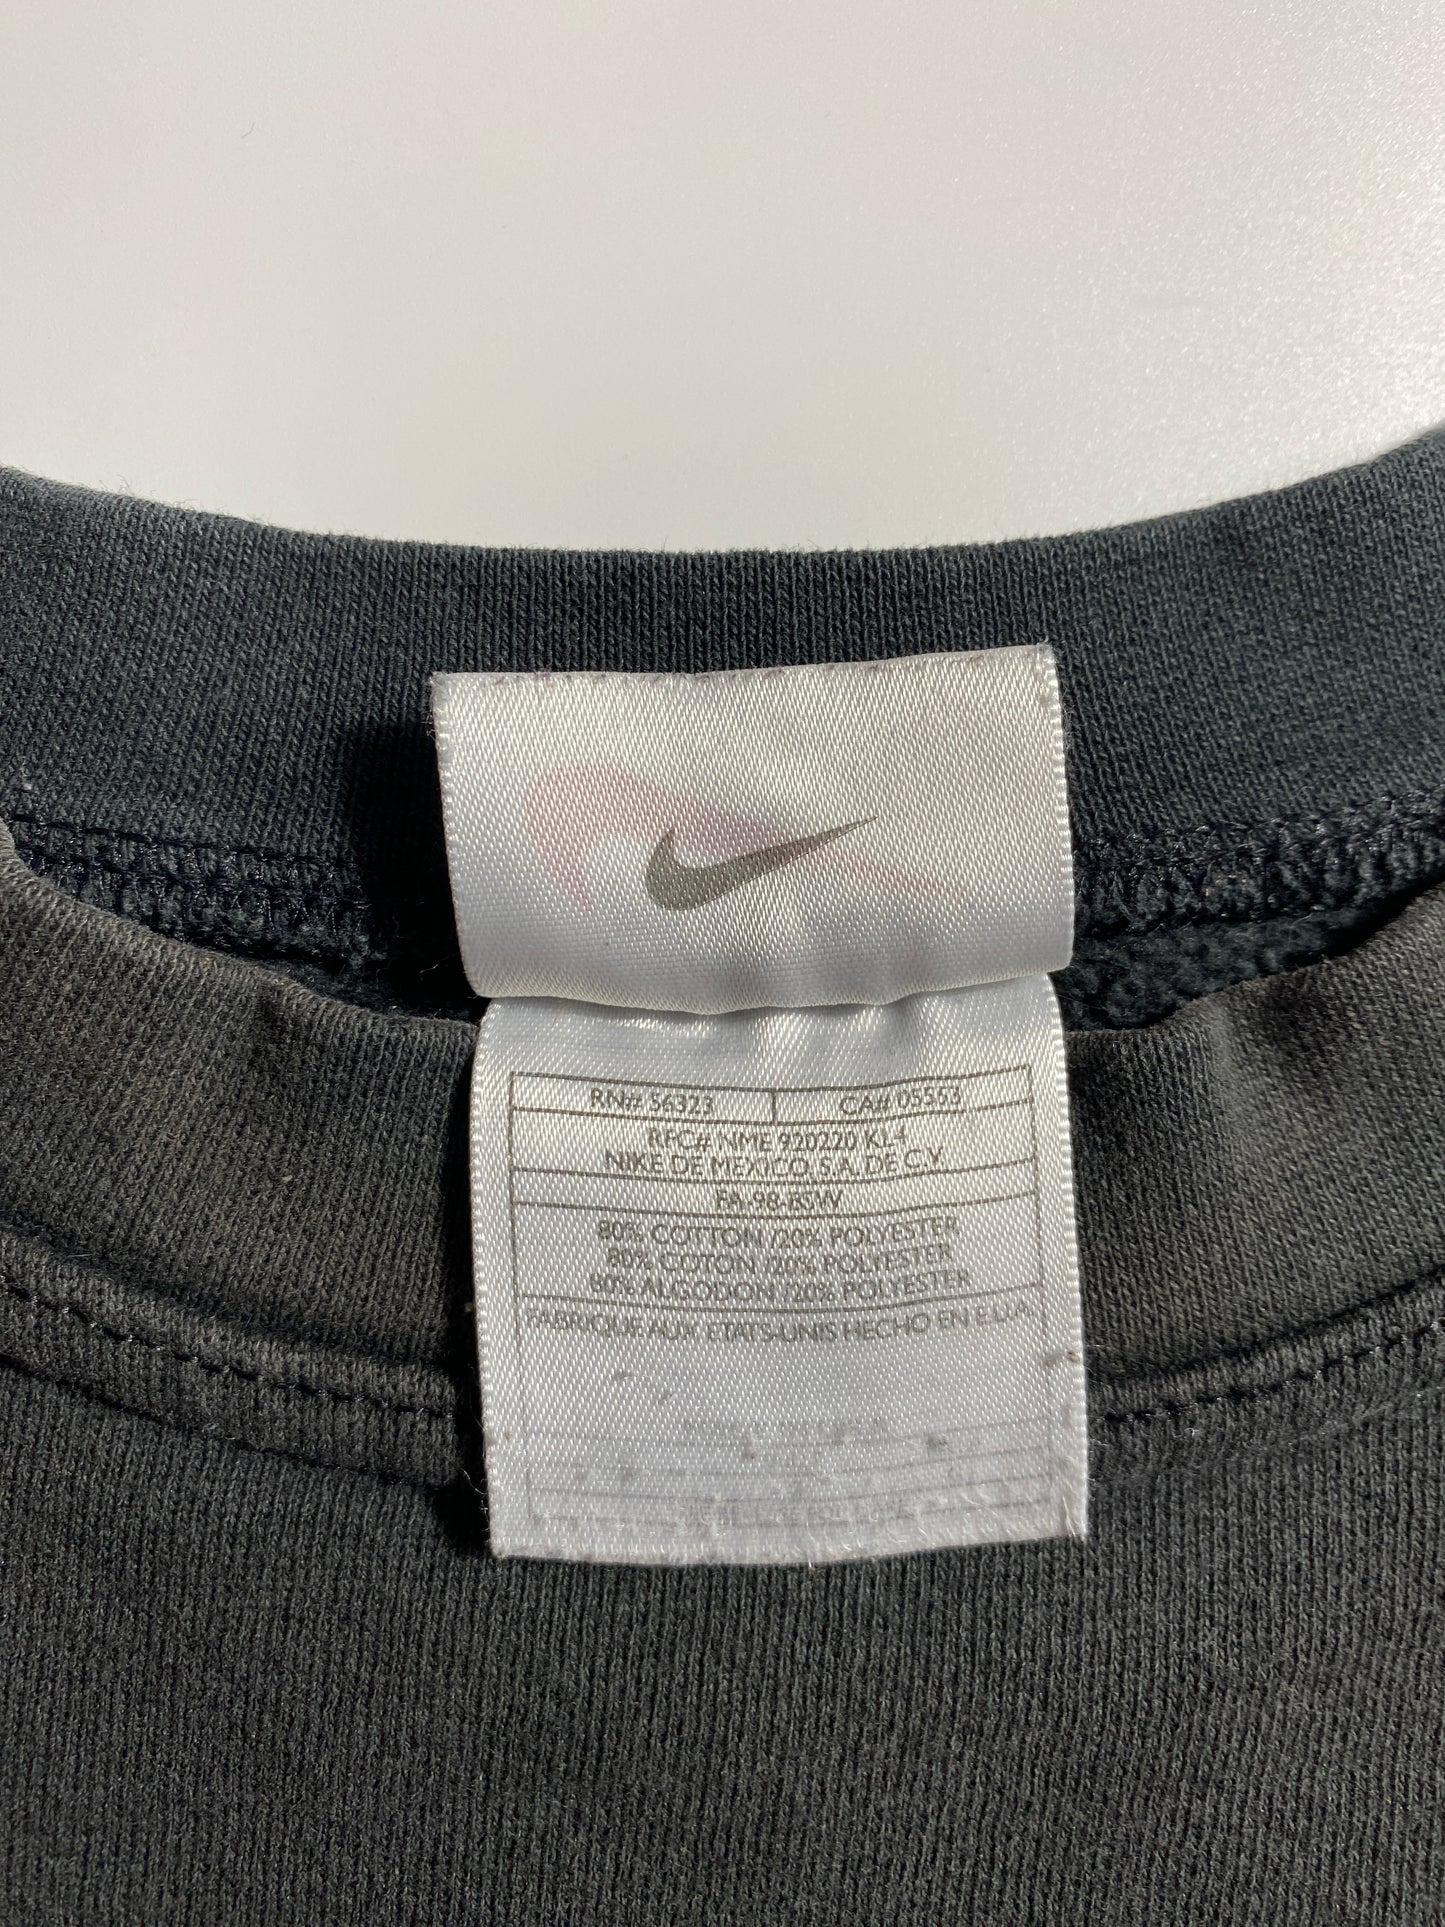 RN# 56323 CA# 05553
RFC# NME 920220 KL4
NIKE DE MEXICO, S.A. DE C.V.
FA-98-BSW
80% COTTON /20% POLYESTER
80% COTON /20% POLYESTER
80% ALGODON /20% POLYESTER
FABRIQUE AUX ETATS-UNIS HECHO EN E.U.A.